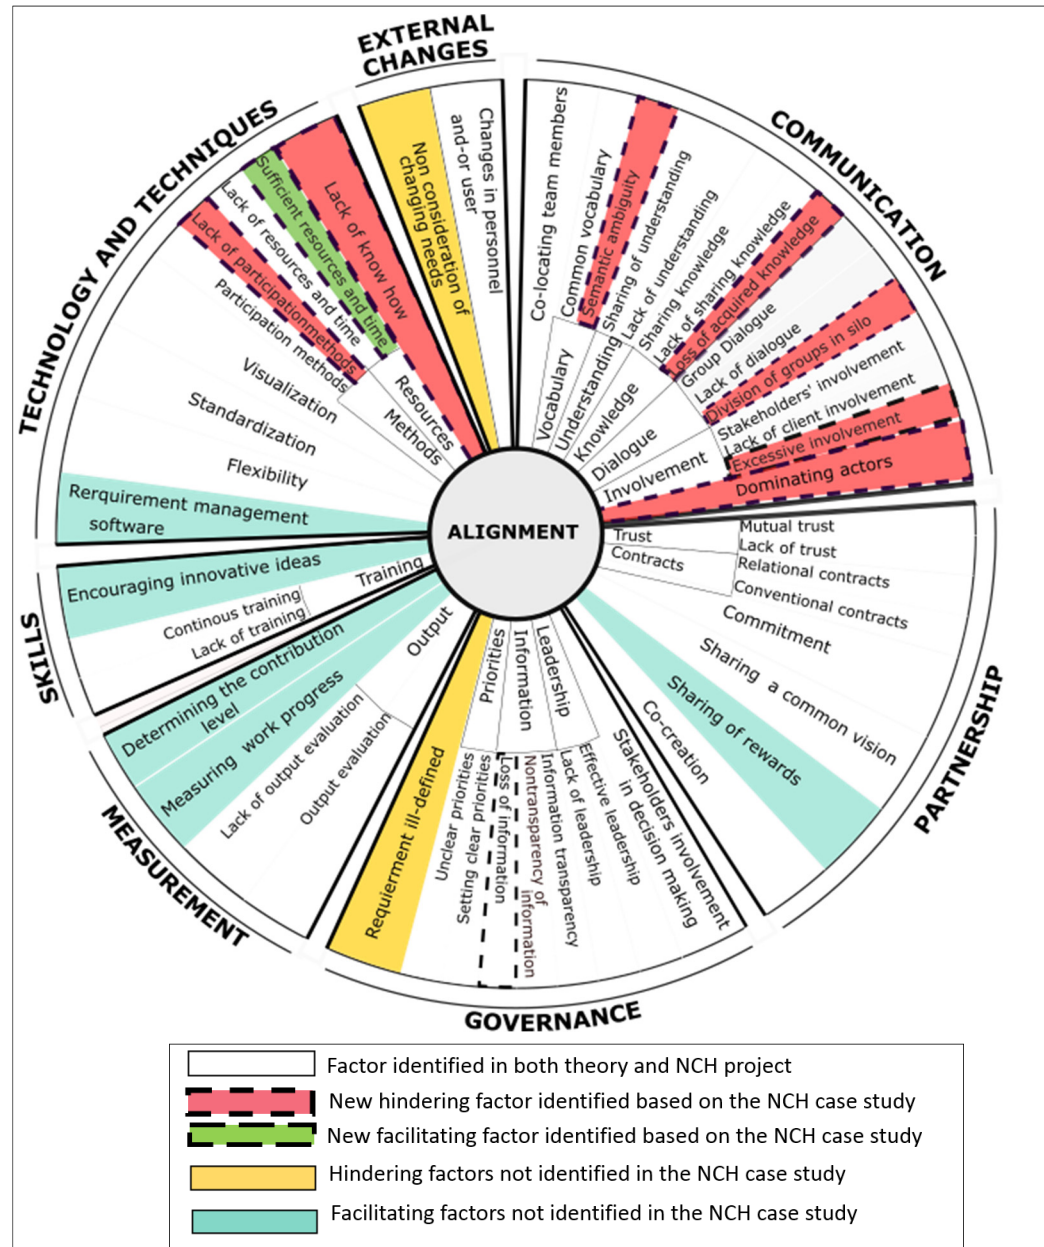 EXTERNAL
CHANGES
Non consideration of
changing needs
Changes in personnel
and-or user
COMMUNICATION
Co-locating team members
Vocabulary
Common vocabulary
Semantic ambiguity
Understanding
Sharing of understanding
Lack of understanding
Knowledge
Sharing knowledge
Lack of sharing knowledge
Loss of acquired knowledge
Dialogue
Group Dialogue
Lack of dialogue
Division of groups in silo
Involvement
Stakeholders' involvement
Lack of client involvement
Excessive involvement
Dominating actors
PARTNERSHIP
Trust
Mutual trust
Lack of trust
Contracts
Relational contracts
Conventional contracts
Commitment
Sharing a common vision
Sharing of rewards
Co-creation
GOVERNANCE
Stakeholders involvement
in decision making
Leadership
Effective leadership
Lack of leadership
Information
Information transparency
Nontransparency of
information
Loss of information
Priorities
Setting clear priorities
Unclear priorities
Requierment ill-defined
MEASUREMENT
Output
Output evaluation
Lack of output evaluation
Measuring work progress
Determining the contribution
level
SKILLS
Training
Lack of training
Continous training
Encouraging innovative ideas
TECHNOLOGY AND TECHNIQUES
Rerquirement management
software
Flexibility
Standardization
Visualization
Methods
Participation methods
Lack of participationmethods
Resources
Lack of resources and time
Sufficient resources and time
Lack of know how
ALIGNMENT
Factor identified in both theory and NCH project
New hindering factor identified based on the NCH case study
New facilitating factor identified based on the NCH case study
Hindering factors not identified in the NCH case study
Facilitating factors not identified in the NCH case study